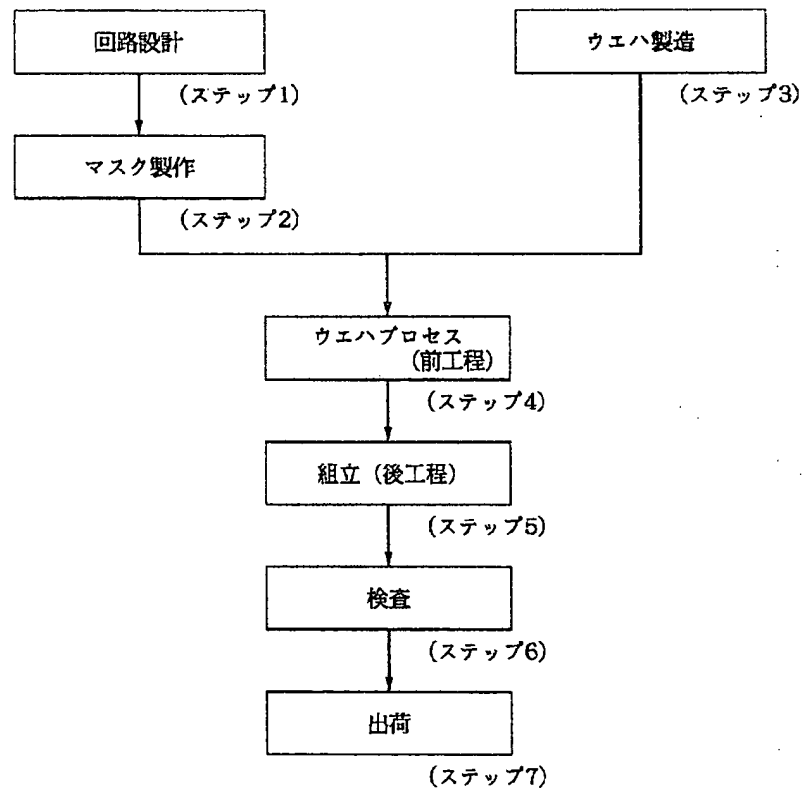 回路設計
(ステップ1)
マスク製作
(ステップ2)
ウエハ製造
(ステップ3)
ウエハプロセス
(前工程)
(ステップ4)
組立(後工程)
(ステップ5)
検査
(ステップ6)
出荷
(ステップ7)